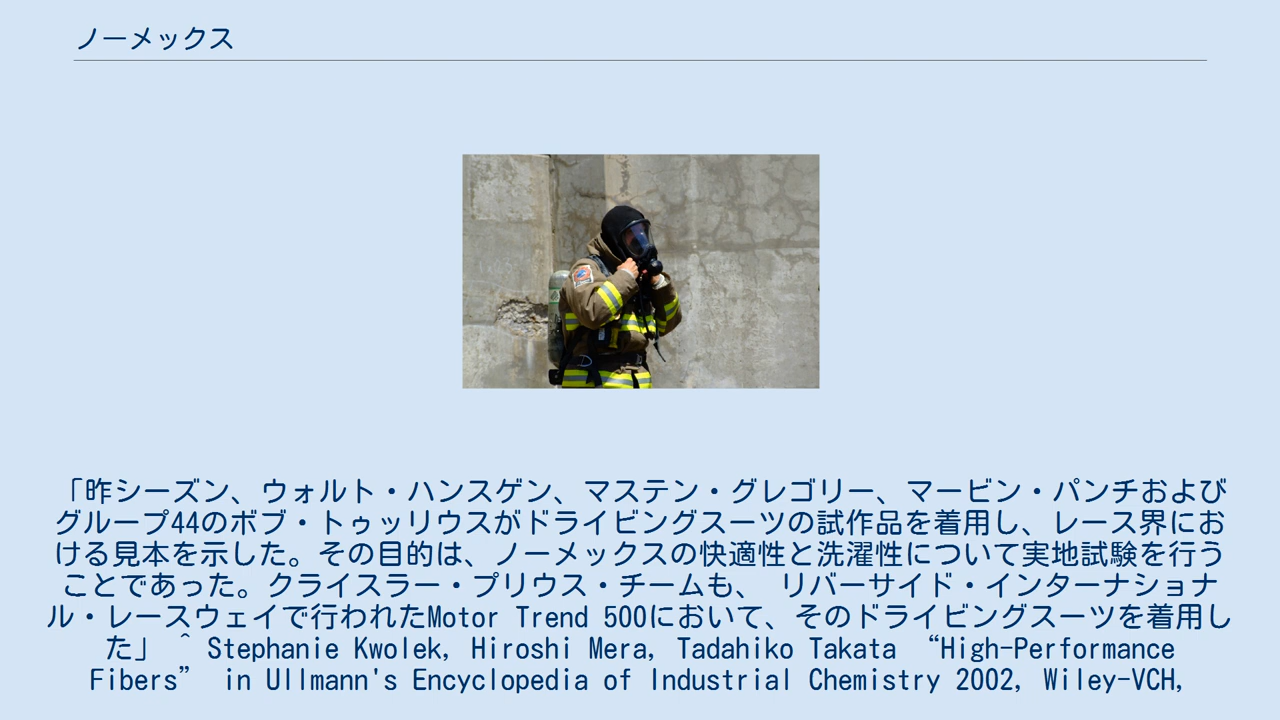 ノーメックス
「昨シーズン、ウォルト・ハンスゲン、マステン・グレゴリー、マービン・パンチおよび
グループ44のボブ・トゥッリウスがドライビングスーツの試作品を着用し、レース界にお
ける見本を示した。その目的は、ノーメックスの快適性と洗濯性について実地試験を行う
ことであった。クライスラー・プリウス・チームも、 リバーサイド・インターナショナ
ル・レースウェイで行われたMotor Trend 500において、そのドライビングスーツを着用し
た」 ^ Stephanie Kwolek, Hiroshi Mera, Tadahiko Takata “High-Performance
Fibers” in Ullmann's Encyclopedia of Industrial Chemistry 2002, Wiley-VCH,